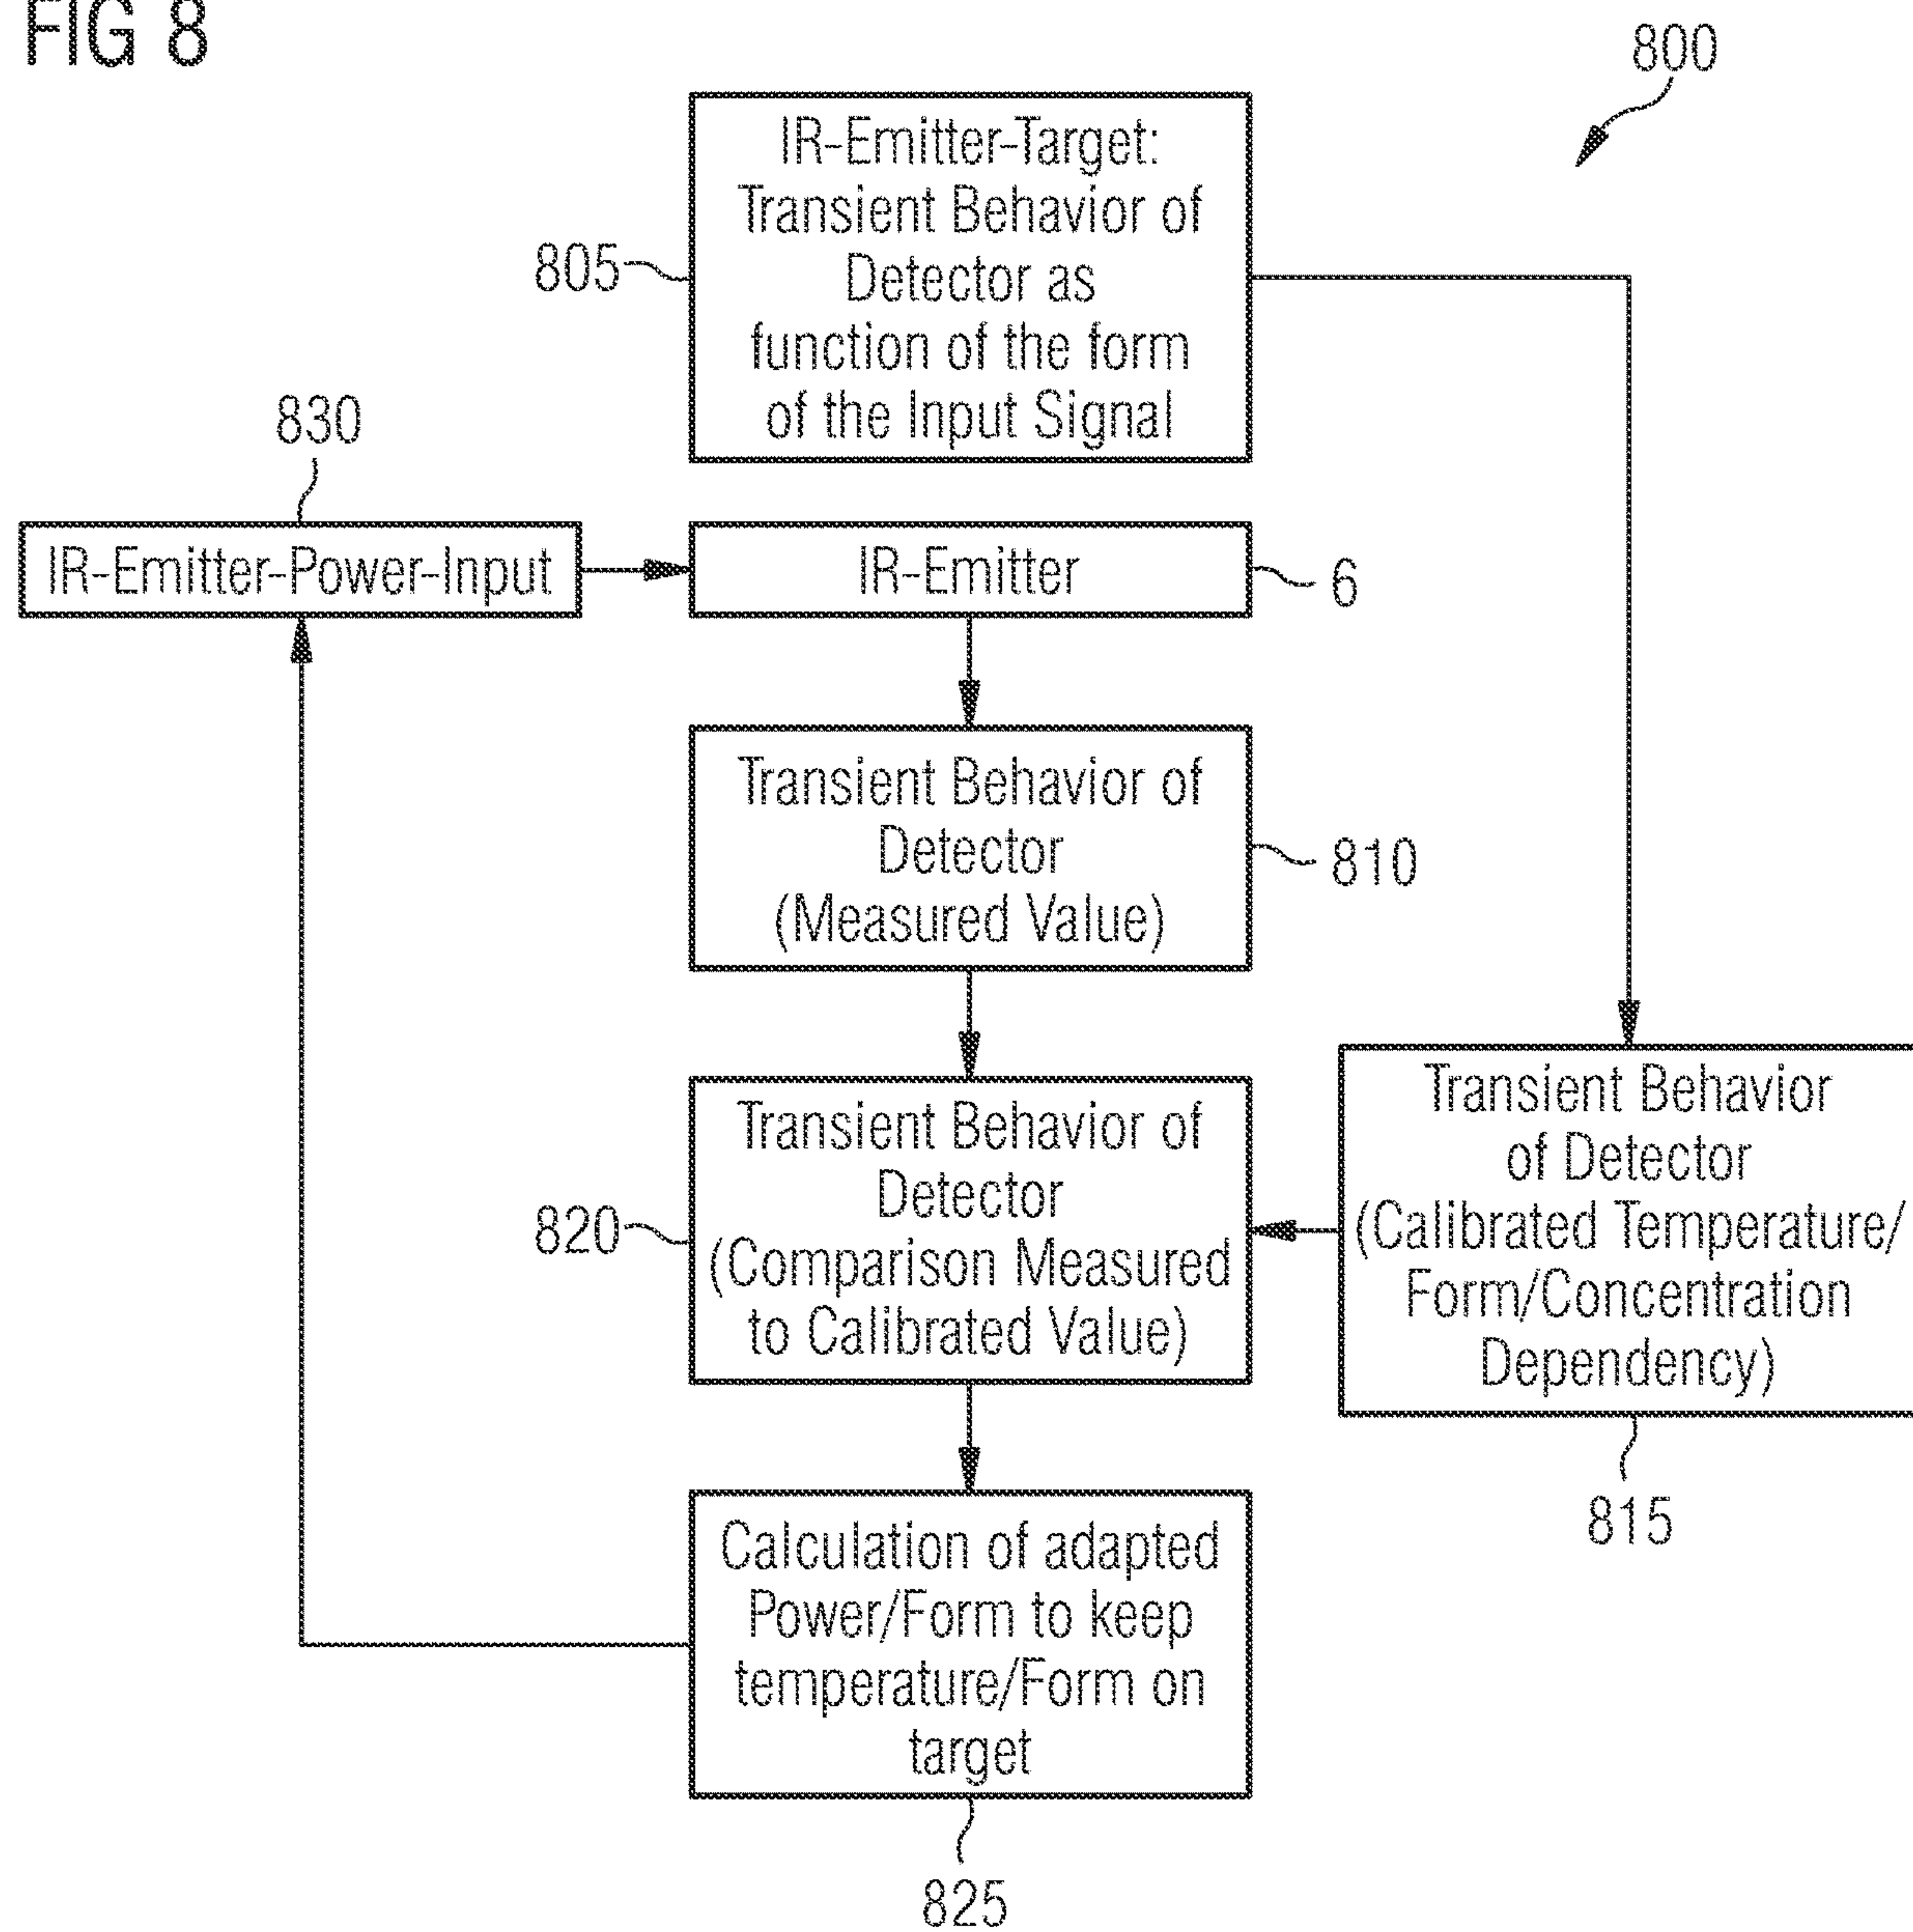 FIG 8
800
IR-Emitter-Target:
Transient Behavior of
Detector as
function of the form
of the Input Signal
805
830
IR-Emitter-Power-Input
IR-Emitter
6
Transient Behavior of
Detector
(Measured Value)
810
Transient Behavior of
Detector
(Comparison Measured
to Calibrated Value)
820
Transient Behavior
of Detector
(Calibrated Temperature/
Form/Concentration
Dependency)
815
Calculation of adapted
Power/Form to keep
temperature/Form on
target
825